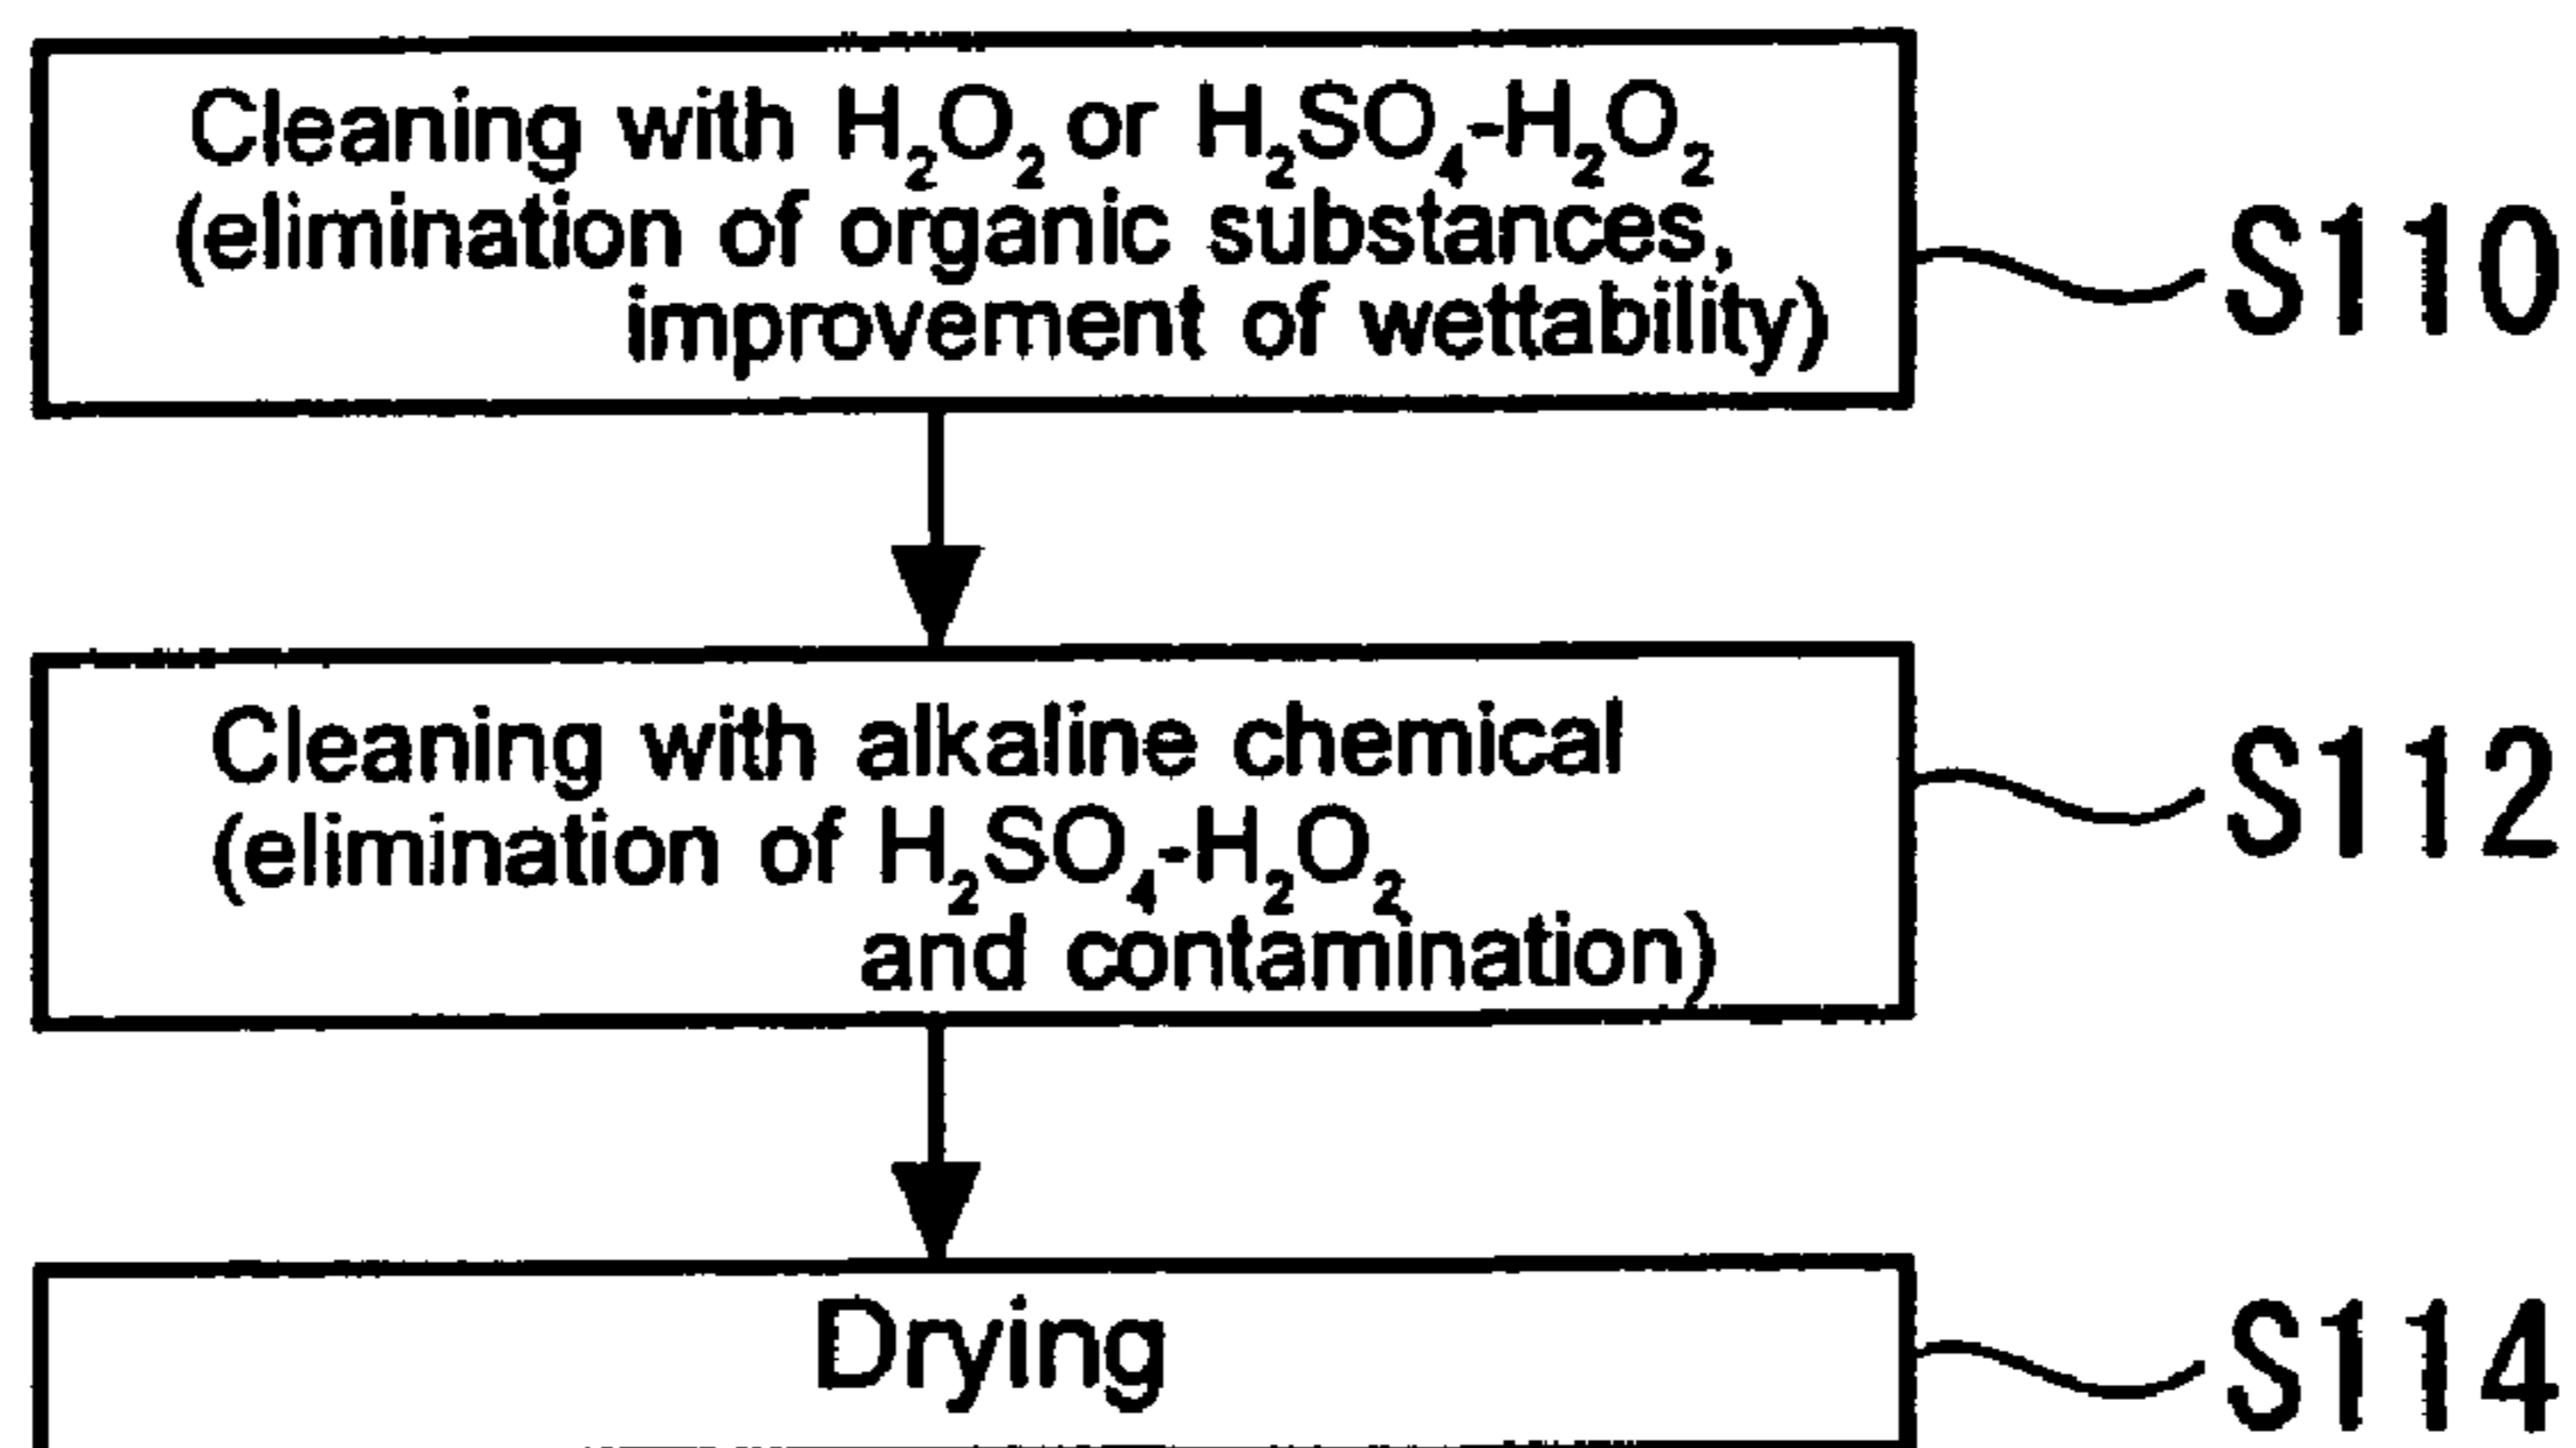 Cleaning with H₂O₂ or H₂SO₄-H₂O₂
(elimination of organic substances,
improvement of wettability)
S110
Cleaning with alkaline chemical
(elimination of H₂SO₄-H₂O₂
and contamination)
S112
Drying
S114